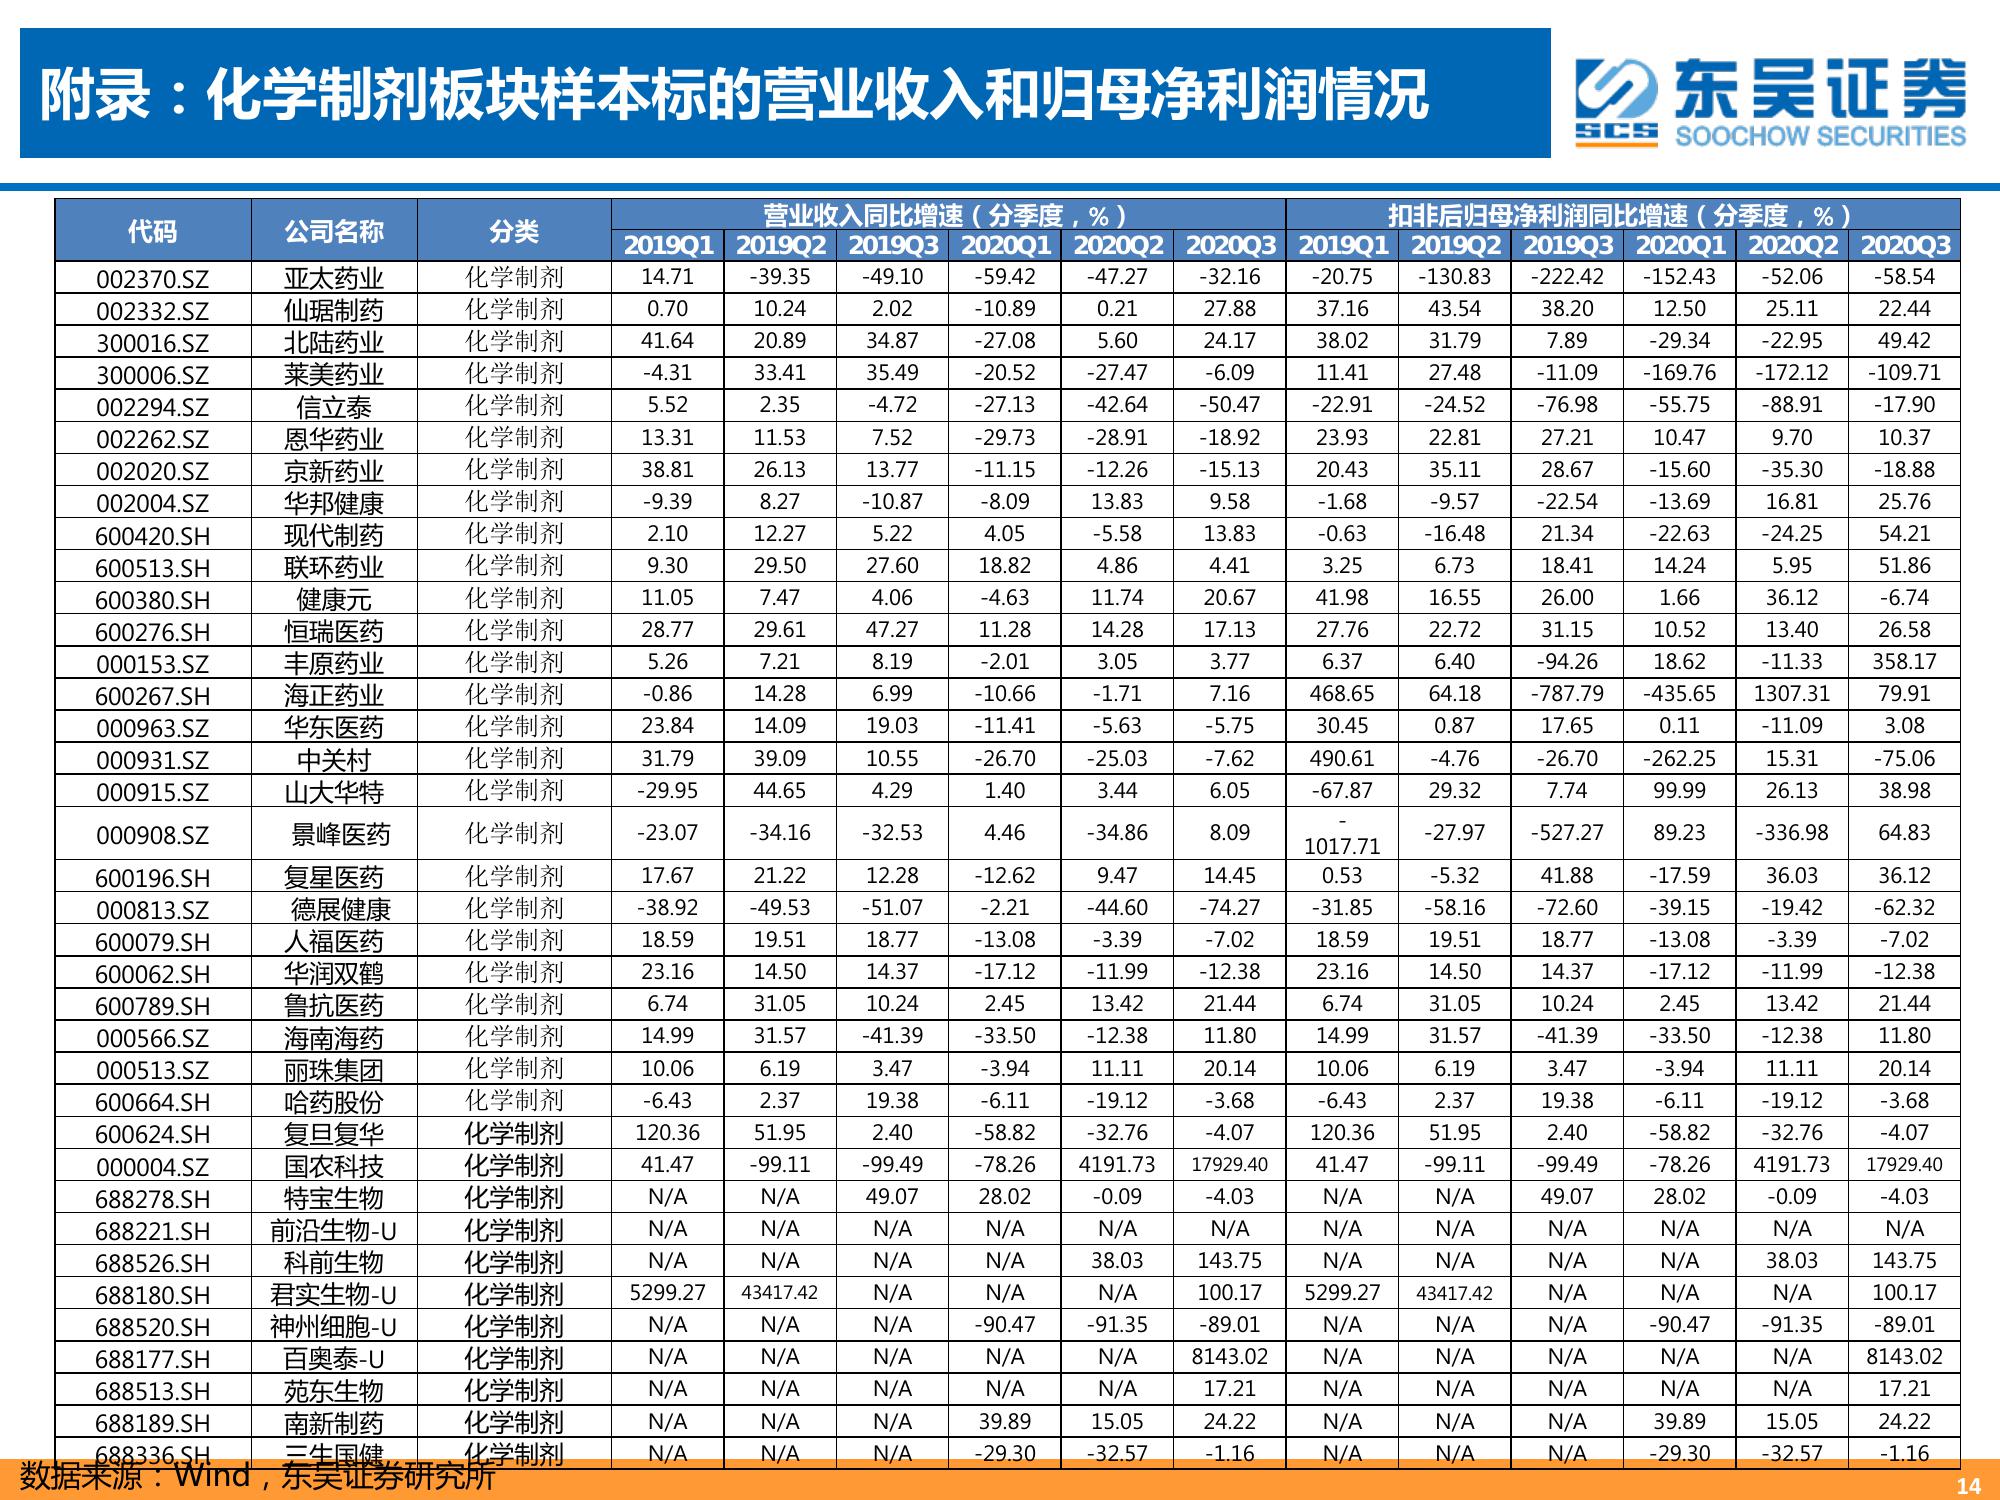 附录：化学制剂板块样本标的营业收入和归母净利润情况
东吴证券
SCS
SOOCHOW SECURITIES
代码 公司名称 分类 营业收入同比增速（分季度，%） 扣非后归母净利润同比增速（分季度，%）
2019Q1 2019Q2 2019Q3 2020Q1 2020Q2 2020Q3 2019Q1 2019Q2 2019Q3 2020Q1 2020Q2 2020Q3
002370.SZ 亚太药业 化学制剂 14.71 -39.35 -49.10 -59.42 -47.27 -32.16 -20.75 -130.83 -222.42 -152.43 -52.06 -58.54
002332.SZ 仙琚制药 化学制剂 0.70 10.24 2.02 -10.89 0.21 27.88 37.16 43.54 38.20 12.50 25.11 22.44
300016.SZ 北陆药业 化学制剂 41.64 20.89 34.87 -27.08 5.60 24.17 38.02 31.79 7.89 -29.34 -22.95 49.42
300006.SZ 莱美药业 化学制剂 -4.31 33.41 35.49 -20.52 -27.47 -6.09 11.41 27.48 -11.09 -169.76 -172.12 -109.71
002294.SZ 信立泰 化学制剂 5.52 2.35 -4.72 -27.13 -42.64 -50.47 -22.91 -24.52 -76.98 -55.75 -88.91 -17.90
002262.SZ 恩华药业 化学制剂 13.31 11.53 7.52 -29.73 -28.91 -18.92 23.93 22.81 27.21 10.47 9.70 10.37
002020.SZ 京新药业 化学制剂 38.81 26.13 13.77 -11.15 -12.26 -15.13 20.43 35.11 28.67 -15.60 -35.30 -18.88
002004.SZ 华邦健康 化学制剂 -9.39 8.27 -10.87 -8.09 13.83 9.58 -1.68 -9.57 -22.54 -13.69 16.81 25.76
600420.SH 现代制药 化学制剂 2.10 12.27 5.22 4.05 -5.58 13.83 -0.63 -16.48 21.34 -22.63 -24.25 54.21
600513.SH 联环药业 化学制剂 9.30 29.50 27.60 18.82 4.86 4.41 3.25 6.73 18.41 14.24 5.95 51.86
600380.SH 健康元 化学制剂 11.05 7.47 4.06 -4.63 11.74 20.67 41.98 16.55 26.00 1.66 36.12 -6.74
600276.SH 恒瑞医药 化学制剂 28.77 29.61 47.27 11.28 14.28 17.13 27.76 22.72 31.15 10.52 13.40 26.58
000153.SZ 丰原药业 化学制剂 5.26 7.21 8.19 -2.01 3.05 3.77 6.37 6.40 -94.26 18.62 -11.33 358.17
600267.SH 海正药业 化学制剂 -0.86 14.28 6.99 -10.66 -1.71 7.16 468.65 64.18 -787.79 -435.65 1307.31 79.91
000963.SZ 华东医药 化学制剂 23.84 14.09 19.03 -11.41 -5.63 -5.75 30.45 0.87 17.65 0.11 -11.09 3.08
000931.SZ 中关村 化学制剂 31.79 39.09 10.55 -26.70 -25.03 -7.62 490.61 -4.76 -26.70 -262.25 15.31 -75.06
000915.SZ 山大华特 化学制剂 -29.95 44.65 4.29 1.40 3.44 6.05 -67.87 29.32 7.74 99.99 26.13 38.98
000908.SZ 景峰医药 化学制剂 -23.07 -34.16 -32.53 4.46 -34.86 8.09 -1017.71 -27.97 -527.27 89.23 -336.98 64.83
600196.SH 复星医药 化学制剂 17.67 21.22 12.28 -12.62 9.47 14.45 0.53 -5.32 41.88 -17.59 36.03 36.12
000813.SZ 德展健康 化学制剂 -38.92 -49.53 -51.07 -2.21 -44.60 -74.27 -31.85 -58.16 -72.60 -39.15 -19.42 -62.32
600079.SH 人福医药 化学制剂 18.59 19.51 18.77 -13.08 -3.39 -7.02 18.59 19.51 18.77 -13.08 -3.39 -7.02
600062.SH 华润双鹤 化学制剂 23.16 14.50 14.37 -17.12 -11.99 -12.38 23.16 14.50 14.37 -17.12 -11.99 -12.38
600789.SH 鲁抗医药 化学制剂 6.74 31.05 10.24 2.45 13.42 21.44 6.74 31.05 10.24 2.45 13.42 21.44
000566.SZ 海南海药 化学制剂 14.99 31.57 -41.39 -33.50 -12.38 11.80 14.99 31.57 -41.39 -33.50 -12.38 11.80
000513.SZ 丽珠集团 化学制剂 10.06 6.19 3.47 -3.94 11.11 20.14 10.06 6.19 3.47 -3.94 11.11 20.14
600664.SH 哈药股份 化学制剂 -6.43 2.37 19.38 -6.11 -19.12 -3.68 -6.43 2.37 19.38 -6.11 -19.12 -3.68
600624.SH 复旦复华 化学制剂 120.36 51.95 2.40 -58.82 -32.76 -4.07 120.36 51.95 2.40 -58.82 -32.76 -4.07
000004.SZ 国农科技 化学制剂 41.47 -99.11 -99.49 -78.26 4191.73 17929.40 41.47 -99.11 -99.49 -78.26 4191.73 17929.40
688278.SH 特宝生物 化学制剂 N/A N/A 49.07 28.02 -0.09 -4.03 N/A N/A 49.07 28.02 -0.09 -4.03
688221.SH 前沿生物-U 化学制剂 N/A N/A N/A N/A N/A N/A N/A N/A N/A N/A N/A N/A
688526.SH 科前生物 化学制剂 N/A N/A N/A N/A 38.03 143.75 N/A N/A N/A N/A 38.03 143.75
688180.SH 君实生物-U 化学制剂 5299.27 43417.42 N/A N/A N/A 100.17 5299.27 43417.42 N/A N/A N/A 100.17
688520.SH 神州细胞-U 化学制剂 N/A N/A N/A -90.47 -91.35 -89.01 N/A N/A N/A -90.47 -91.35 -89.01
688177.SH 百奥泰-U 化学制剂 N/A N/A N/A N/A N/A 8143.02 N/A N/A N/A N/A N/A 8143.02
688513.SH 苑东生物 化学制剂 N/A N/A N/A N/A N/A 17.21 N/A N/A N/A N/A N/A 17.21
688189.SH 南新制药 化学制剂 N/A N/A N/A 39.89 15.05 24.22 N/A N/A N/A 39.89 15.05 24.22
688336.SH 三生国健 化学制剂 N/A N/A N/A -29.30 -32.57 -1.16 N/A N/A N/A -29.30 -32.57 -1.16
数据来源：Wind，东吴证券研究所
14